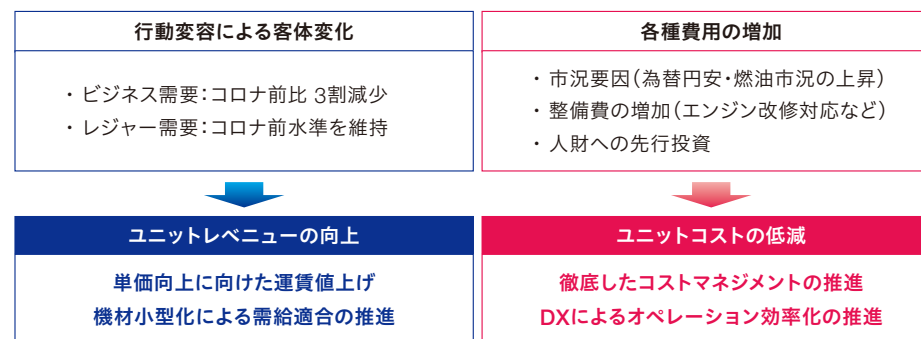 行動変容による客体変化
・ ビジネス需要：コロナ前比 3割減少
・ レジャー需要：コロナ前水準を維持
ユニットレベニューの向上
単価向上に向けた運賃値上げ
機材小型化による需給適合の推進
各種費用の増加
・ 市況要因（為替円安・燃油市況の上昇）
・ 整備費の増加（エンジン改修対応など）
・ 人財への先行投資
ユニットコストの低減
徹底したコストマネジメントの推進
DXによるオペレーション効率化の推進